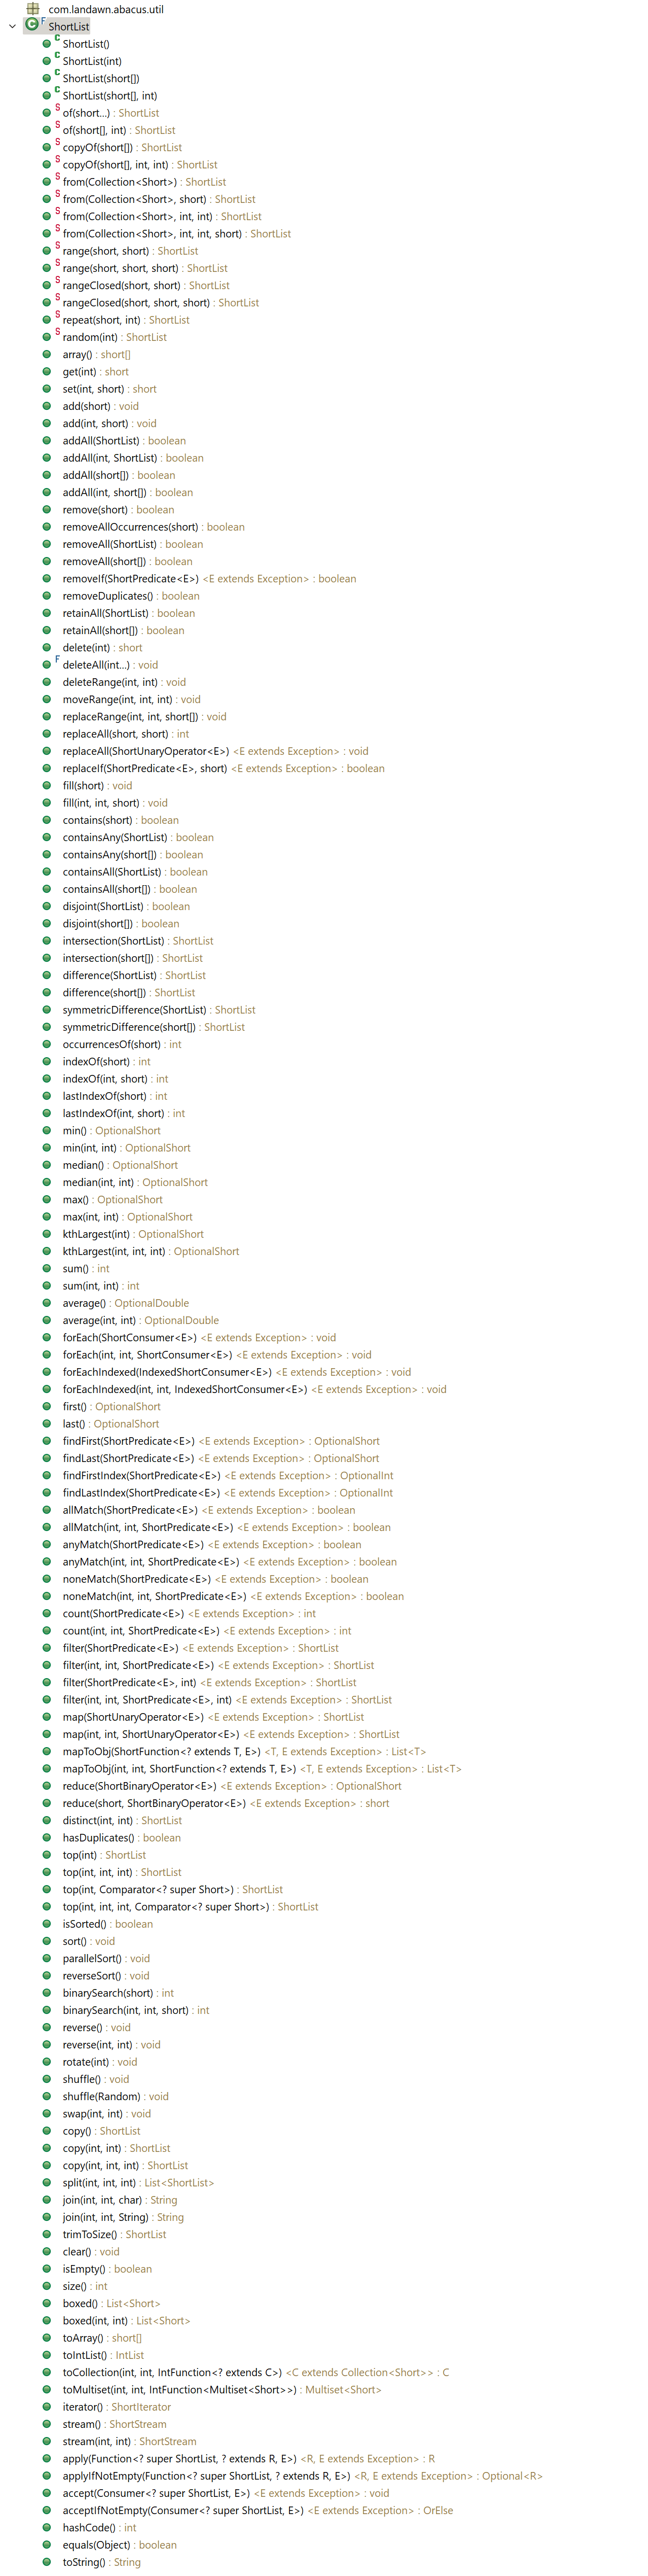 com.landawn.abacus.util
C F ShortList
C ShortList()
C ShortList(int)
C ShortList(short[])
C ShortList(short[], int)
S of(short...) : ShortList
S of(short[], int) : ShortList
S copyOf(short[]) : ShortList
S copyOf(short[], int, int) : ShortList
S from(Collection<Short>) : ShortList
S from(Collection<Short>, short) : ShortList
S from(Collection<Short>, int, int) : ShortList
S from(Collection<Short>, int, int, short) : ShortList
S range(short, short) : ShortList
S range(short, short, short) : ShortList
S rangeClosed(short, short) : ShortList
S rangeClosed(short, short, short) : ShortList
S repeat(short, int) : ShortList
S random(int) : ShortList
array() : short[]
get(int) : short
set(int, short) : short
add(short) : void
add(int, short) : void
addAll(ShortList) : boolean
addAll(int, ShortList) : boolean
addAll(short[]) : boolean
addAll(int, short[]) : boolean
remove(short) : boolean
removeAllOccurrences(short) : boolean
removeAll(ShortList) : boolean
removeAll(short[]) : boolean
removeIf(ShortPredicate<E>) <E extends Exception> : boolean
removeDuplicates() : boolean
retainAll(ShortList) : boolean
retainAll(short[]) : boolean
delete(int) : short
F deleteAll(int...) : void
deleteRange(int, int) : void
moveRange(int, int, int) : void
replaceRange(int, int, short[]) : void
replaceAll(short, short) : int
replaceAll(ShortUnaryOperator<E>) <E extends Exception> : void
replaceIf(ShortPredicate<E>, short) <E extends Exception> : boolean
fill(short) : void
fill(int, int, short) : void
contains(short) : boolean
containsAny(ShortList) : boolean
containsAny(short[]) : boolean
containsAll(ShortList) : boolean
containsAll(short[]) : boolean
disjoint(ShortList) : boolean
disjoint(short[]) : boolean
intersection(ShortList) : ShortList
intersection(short[]) : ShortList
difference(ShortList) : ShortList
difference(short[]) : ShortList
symmetricDifference(ShortList) : ShortList
symmetricDifference(short[]) : ShortList
occurrencesOf(short) : int
indexOf(short) : int
indexOf(int, short) : int
lastIndexOf(short) : int
lastIndexOf(int, short) : int
min() : OptionalShort
min(int, int) : OptionalShort
median() : OptionalShort
median(int, int) : OptionalShort
max() : OptionalShort
max(int, int) : OptionalShort
kthLargest(int) : OptionalShort
kthLargest(int, int, int) : OptionalShort
sum() : int
sum(int, int) : int
average() : OptionalDouble
average(int, int) : OptionalDouble
forEach(ShortConsumer<E>) <E extends Exception> : void
forEach(int, int, ShortConsumer<E>) <E extends Exception> : void
forEachIndexed(IndexedShortConsumer<E>) <E extends Exception> : void
forEachIndexed(int, int, IndexedShortConsumer<E>) <E extends Exception> : void
first() : OptionalShort
last() : OptionalShort
findFirst(ShortPredicate<E>) <E extends Exception> : OptionalShort
findLast(ShortPredicate<E>) <E extends Exception> : OptionalShort
findFirstIndex(ShortPredicate<E>) <E extends Exception> : OptionalInt
findLastIndex(ShortPredicate<E>) <E extends Exception> : OptionalInt
allMatch(ShortPredicate<E>) <E extends Exception> : boolean
allMatch(int, int, ShortPredicate<E>) <E extends Exception> : boolean
anyMatch(ShortPredicate<E>) <E extends Exception> : boolean
anyMatch(int, int, ShortPredicate<E>) <E extends Exception> : boolean
noneMatch(ShortPredicate<E>) <E extends Exception> : boolean
noneMatch(int, int, ShortPredicate<E>) <E extends Exception> : boolean
count(ShortPredicate<E>) <E extends Exception> : int
count(int, int, ShortPredicate<E>) <E extends Exception> : int
filter(ShortPredicate<E>) <E extends Exception> : ShortList
filter(int, int, ShortPredicate<E>) <E extends Exception> : ShortList
filter(ShortPredicate<E>, int) <E extends Exception> : ShortList
filter(int, int, ShortPredicate<E>, int) <E extends Exception> : ShortList
map(ShortUnaryOperator<E>) <E extends Exception> : ShortList
map(int, int, ShortUnaryOperator<E>) <E extends Exception> : ShortList
mapToObj(ShortFunction<? extends T, E>) <T, E extends Exception> : List<T>
mapToObj(int, int, ShortFunction<? extends T, E>) <T, E extends Exception> : List<T>
reduce(ShortBinaryOperator<E>) <E extends Exception> : OptionalShort
reduce(short, ShortBinaryOperator<E>) <E extends Exception> : short
distinct(int, int) : ShortList
hasDuplicates() : boolean
top(int) : ShortList
top(int, int, int) : ShortList
top(int, Comparator<? super Short>) : ShortList
top(int, int, int, Comparator<? super Short>) : ShortList
isSorted() : boolean
sort() : void
parallelSort() : void
reverseSort() : void
binarySearch(short) : int
binarySearch(int, int, short) : int
reverse() : void
reverse(int, int) : void
rotate(int) : void
shuffle() : void
shuffle(Random) : void
swap(int, int) : void
copy() : ShortList
copy(int, int) : ShortList
copy(int, int, int) : ShortList
split(int, int, int) : List<ShortList>
join(int, int, char) : String
join(int, int, String) : String
trimToSize() : ShortList
clear() : void
isEmpty() : boolean
size() : int
boxed() : List<Short>
boxed(int, int) : List<Short>
toArray() : short[]
toIntList() : IntList
toCollection(int, int, IntFunction<? extends C>) <C extends Collection<Short>> : C
toMultiset(int, int, IntFunction<Multiset<Short>>) : Multiset<Short>
iterator() : ShortIterator
stream() : ShortStream
stream(int, int) : ShortStream
apply(Function<? super ShortList, ? extends R, E>) <R, E extends Exception> : R
applyIfNotEmpty(Function<? super ShortList, ? extends R, E>) <R, E extends Exception> : Optional<R>
accept(Consumer<? super ShortList, E>) <E extends Exception> : void
acceptIfNotEmpty(Consumer<? super ShortList, E>) <E extends Exception> : OrElse
hashCode() : int
equals(Object) : boolean
toString() : String